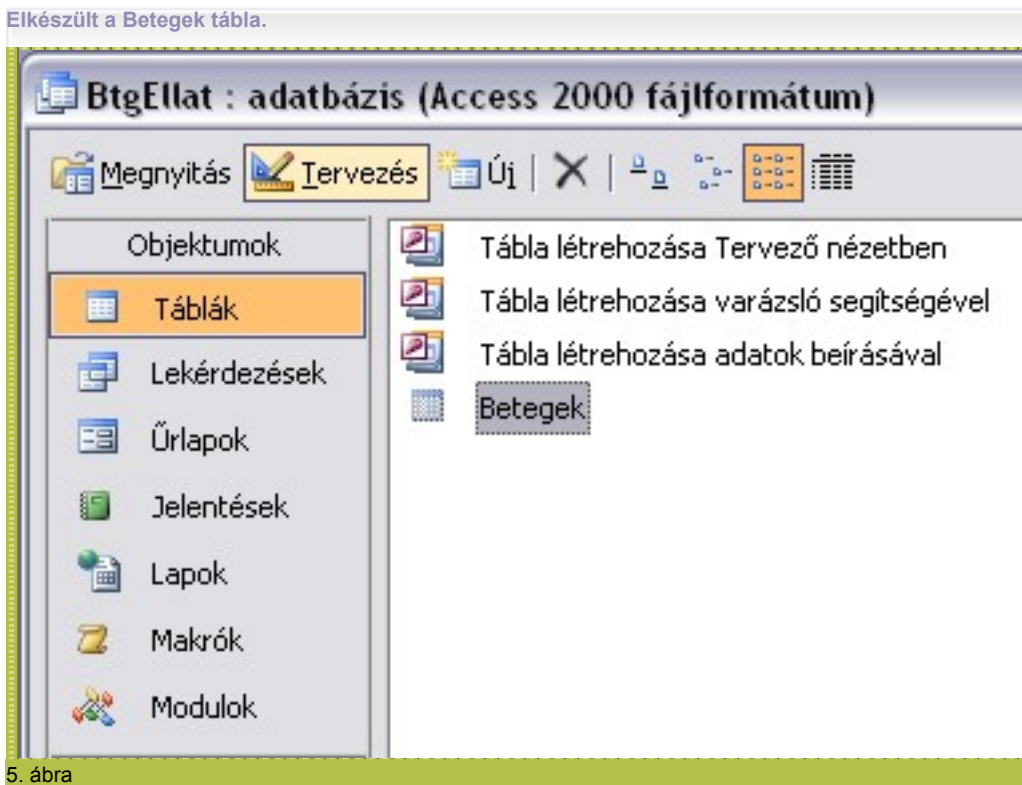 Elkészült a Betegek tábla.
BtgEllat : adatbázis (Access 2000 fájlformátum)
Megnyitás Tervezés Új
Objektumok
Táblák
Lekérdezések
Űrlapok
Jelentések
Lapok
Makrók
Modulok
Tábla létrehozása Tervező nézetben
Tábla létrehozása varázsló segítségével
Tábla létrehozása adatok beírásával
Betegek
5. ábra